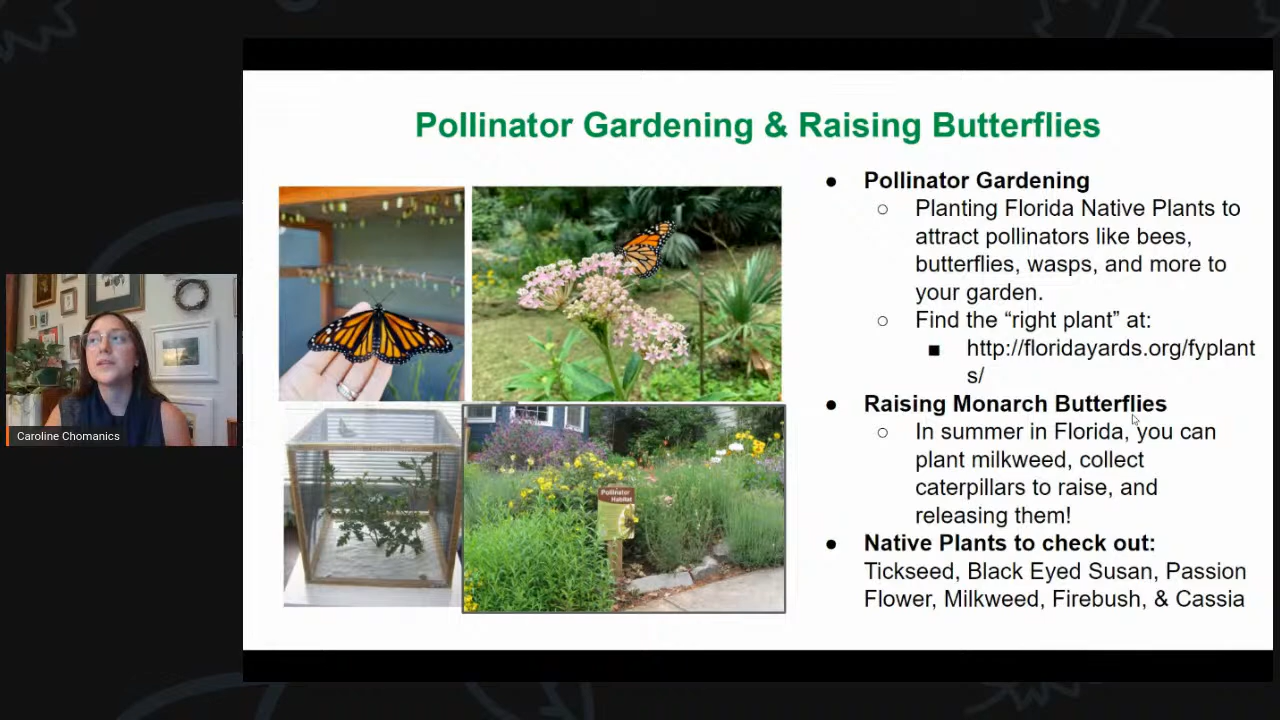 Pollinator Gardening & Raising Butterflies
● Pollinator Gardening
○ Planting Florida Native Plants to
attract pollinators like bees,
butterflies, wasps, and more to
your garden.
○ Find the “right plant” at:
■ http://floridayards.org/fyplant
s/
● Raising Monarch Butterflies
○ In summer in Florida, you can
plant milkweed, collect
caterpillars to raise, and
releasing them!
● Native Plants to check out:
Tickseed, Black Eyed Susan, Passion
Flower, Milkweed, Firebush, & Cassia
Pollinator
Habitat
Caroline Chomanics